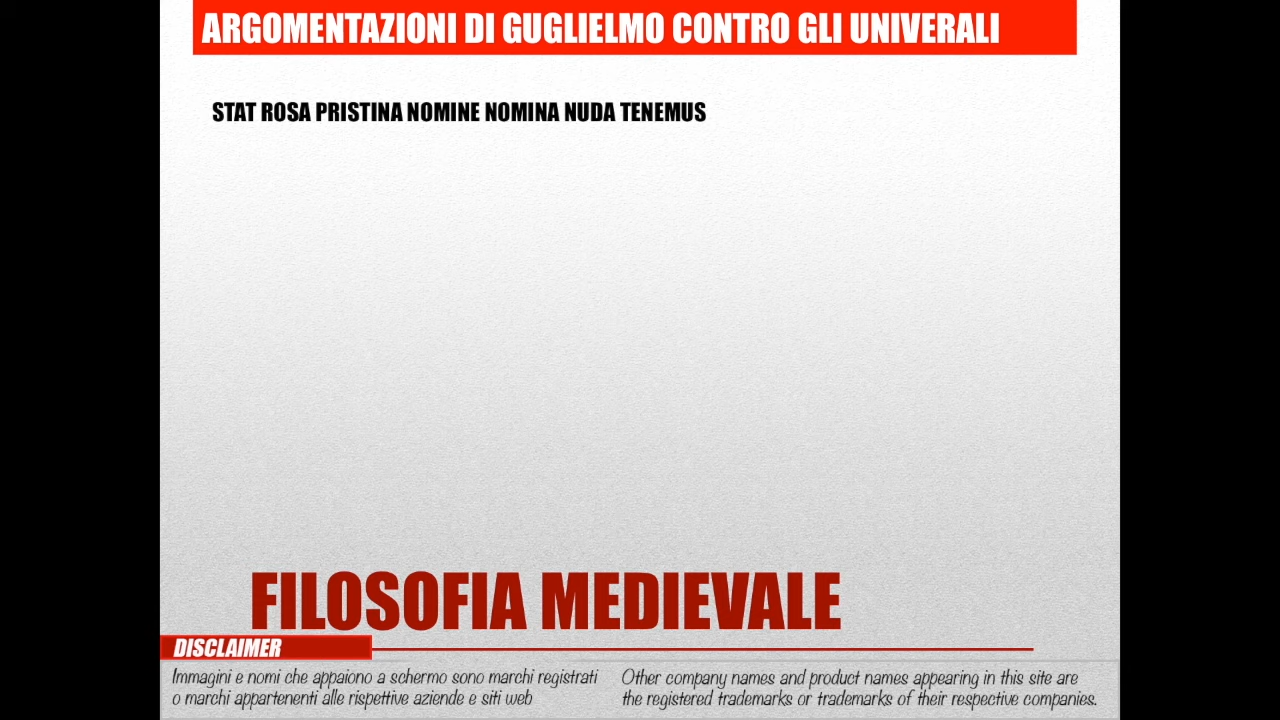 ARGOMENTAZIONI DI GUGLIELMO CONTRO GLI UNIVERALI
STAT ROSA PRISTINA NOMINE NOMINA NUDA TENEMUS
FILOSOFIA MEDIEVALE
DISCLAIMER
Immagini e nomi che appaiono a schermo sono marchi registrati
o marchi appartenenti alle rispettive aziende e siti web
Other company names and product names appearing in this site are
the registered trademarks or trademarks of their respective companies.